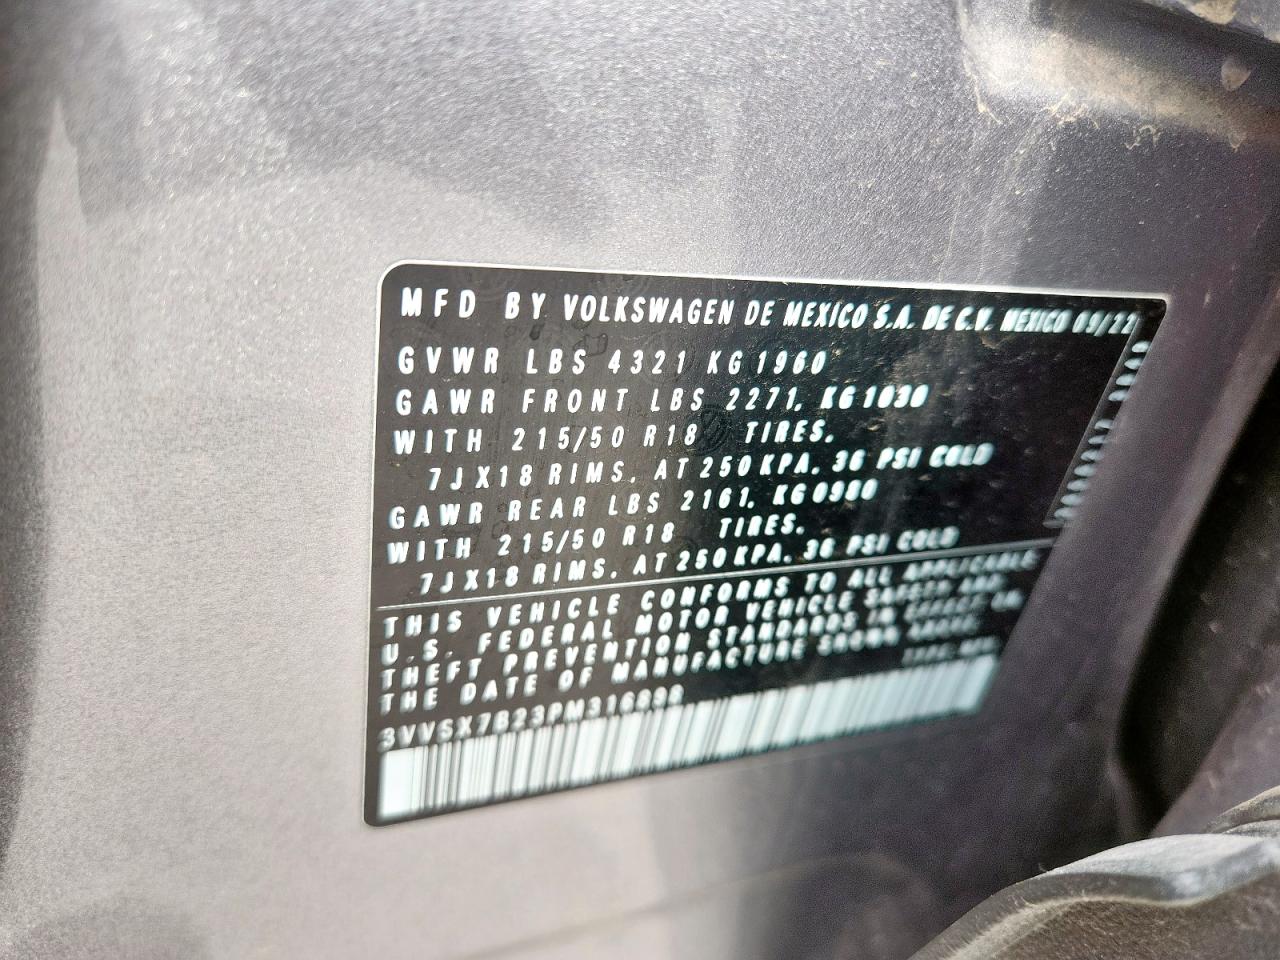 MFD BY VOLKSWAGEN DE MEXICO S.A. DE C.V. MEXICO 09/22
GVWR LBS 4321 KG 1960
GAWR FRONT LBS 2271, KG 1030
WITH 215/50 R18 TIRES,
7JX18 RIMS, AT 250 KPA, 36 PSI COLD
GAWR REAR LBS 2161, KG 0980
WITH 215/50 R18 TIRES,
7JX18 RIMS, AT 250 KPA, 36 PSI COLD
THIS VEHICLE CONFORMS TO ALL APPLICABLE
U.S. FEDERAL MOTOR VEHICLE SAFETY AND
THEFT PREVENTION STANDARDS IN EFFECT ON
THE DATE OF MANUFACTURE SHOWN ABOVE.
3VVSX7B23PM316898